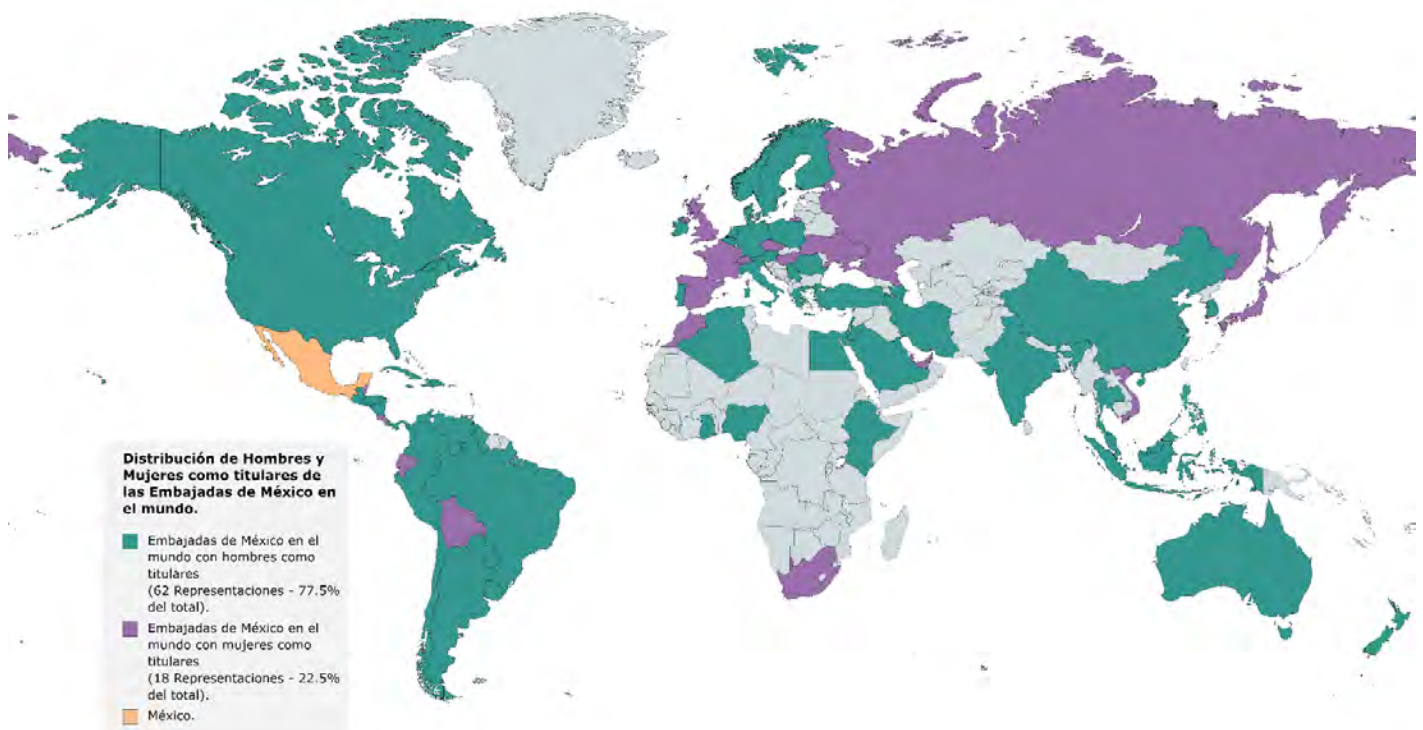 Distribución de Hombres y
Mujeres como titulares de
las Embajadas de México en
el mundo.
Embajadas de México en el
mundo con hombres como
titulares
(62 Representaciones - 77.5%
del total).
Embajadas de México en el
mundo con mujeres como
titulares
(18 Representaciones - 22.5%
del total).
México.